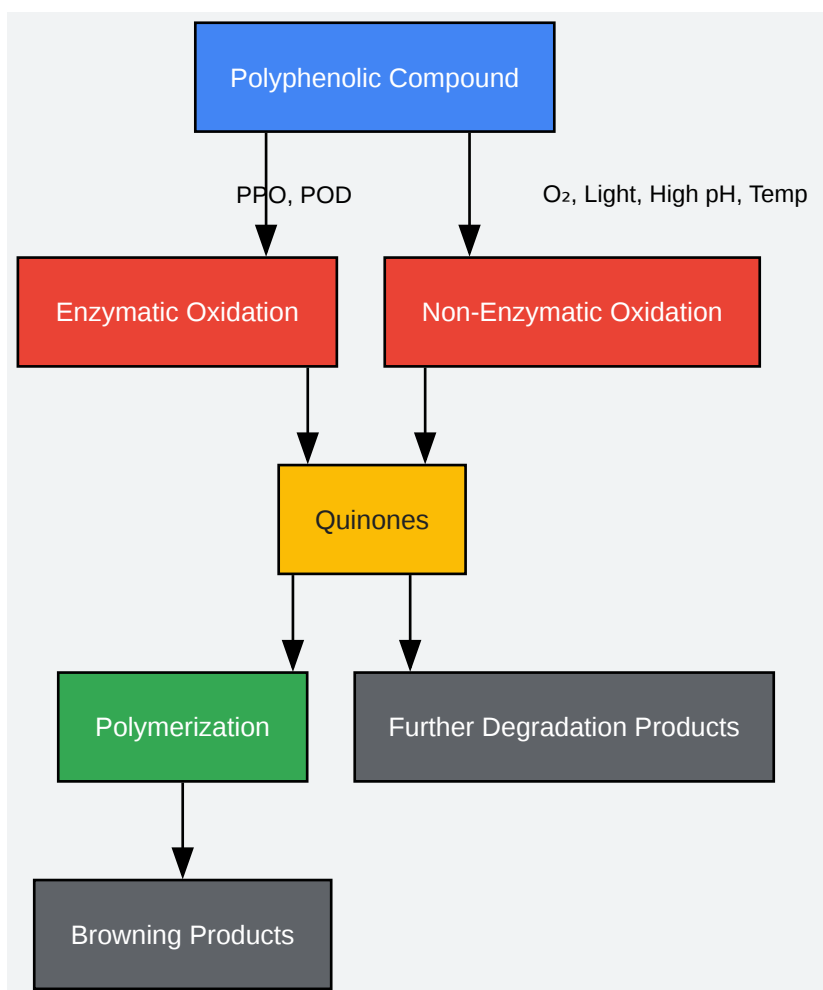 Polyphenolic Compound
PPO, POD
O₂, Light, High pH, Temp
Enzymatic Oxidation
Non-Enzymatic Oxidation
Quinones
Polymerization
Further Degradation Products
Browning Products